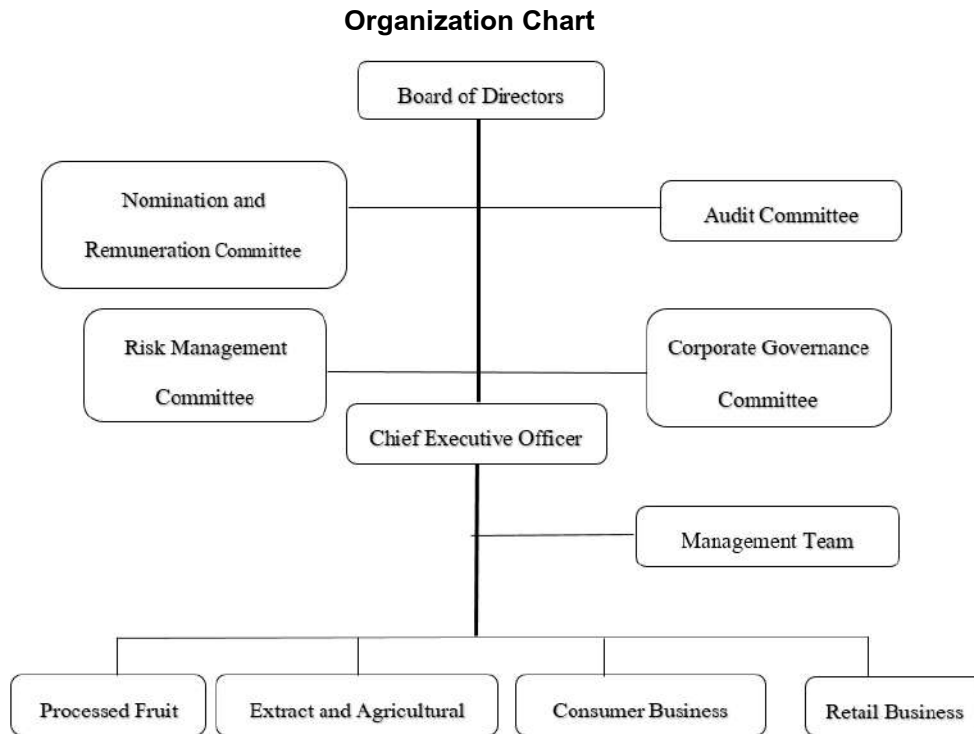 Organization Chart
Board of Directors
Nomination and
Remuneration Committee
Audit Committee
Risk Management
Committee
Corporate Governance
Committee
Chief Executive Officer
Management Team
Processed Fruit
Extract and Agricultural
Consumer Business
Retail Business